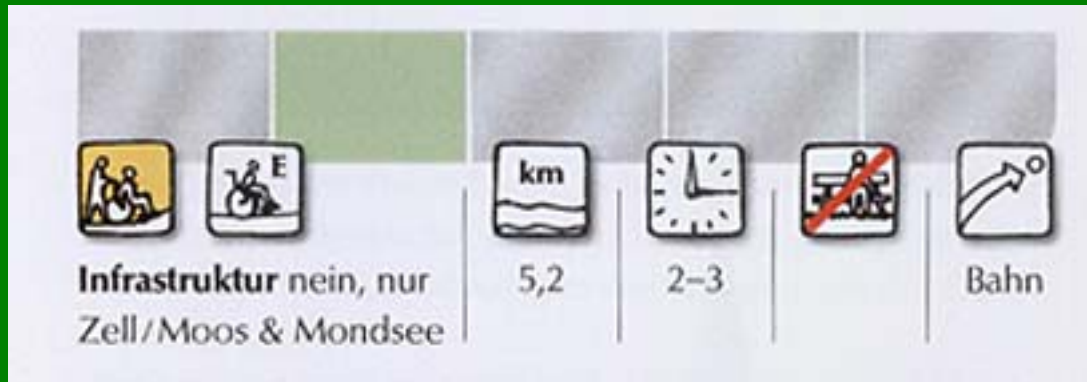 E
km
Infrastruktur nein, nur
Zell/Moos & Mondsee
5,2
2–3
Bahn